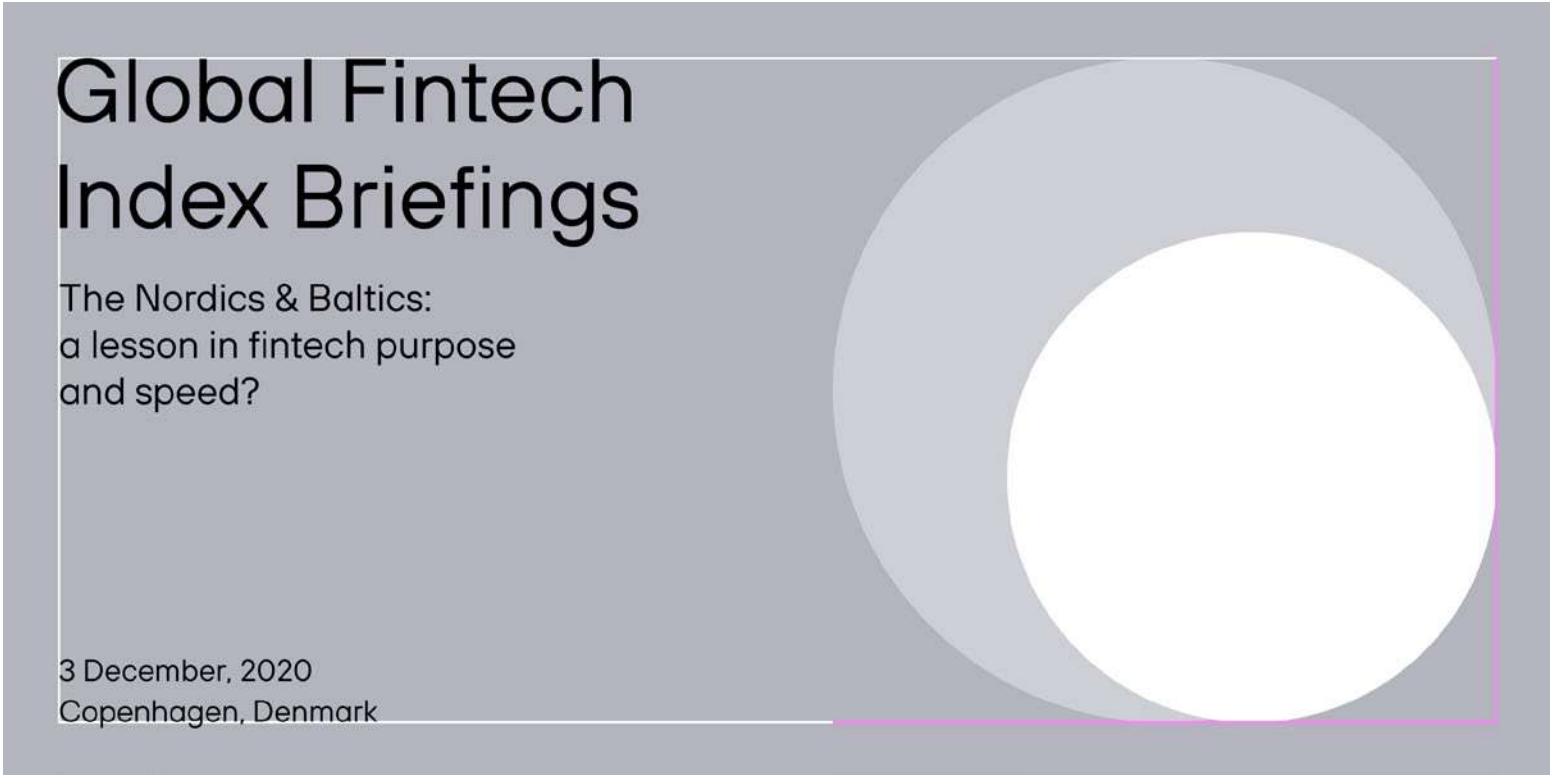 Global Fintech
Index Briefings
The Nordics & Baltics:
a lesson in fintech purpose
and speed?
3 December, 2020
Copenhagen, Denmark